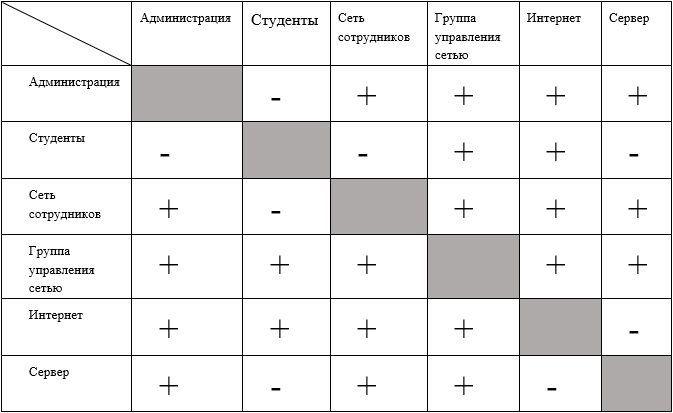 Администрация Студенты Сеть сотрудников Группа управления сетью Интернет Сервер
Администрация - + + + +
Студенты - - + + -
Сеть сотрудников + - + + +
Группа управления сетью + + + + +
Интернет + + + + -
Сервер + - + + -